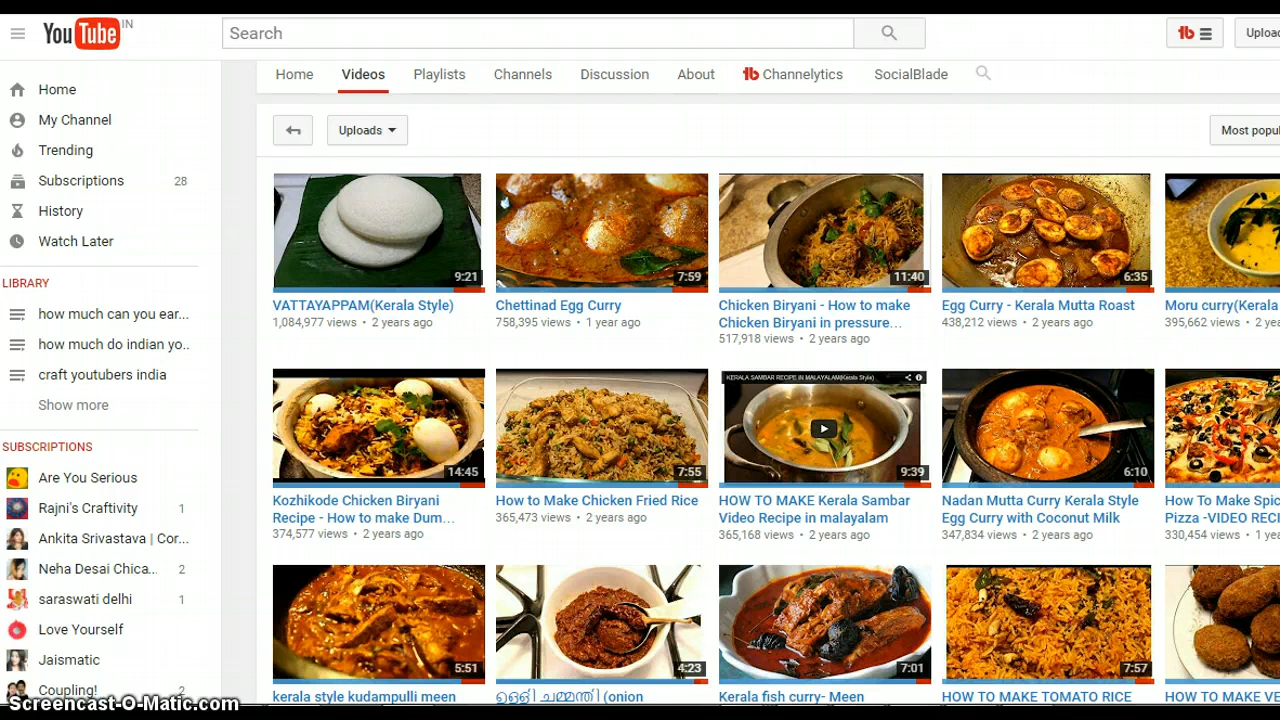 YouTube IN
Search
Upload
Home
My Channel
Trending
Subscriptions 28
History
Watch Later
LIBRARY
how much can you ear...
how much do indian yo..
craft youtubers india
Show more
SUBSCRIPTIONS
Are You Serious
Rajni's Craftivity 1
Ankita Srivastava | Cor...
Neha Desai Chica... 2
saraswati delhi 1
Love Yourself
Jaismatic
Coupling! 2
Home Videos Playlists Channels Discussion About Channelytics SocialBlade
Uploads
Most popul
9:21
VATTAYAPPAM(Kerala Style)
1,084,977 views • 2 years ago
7:59
Chettinad Egg Curry
758,395 views • 1 year ago
11:40
Chicken Biryani - How to make
Chicken Biryani in pressure...
517,918 views • 2 years ago
6:35
Egg Curry - Kerala Mutta Roast
438,212 views • 2 years ago
Moru curry(Kerala
395,662 views • 2
14:45
Kozhikode Chicken Biryani
Recipe - How to make Dum...
374,577 views • 2 years ago
7:55
How to Make Chicken Fried Rice
365,473 views • 2 years ago
KERALA SAMBAR RECIPE IN MALAYALAM(Kerala Style)
9:39
HOW TO MAKE Kerala Sambar
Video Recipe in malayalam
365,168 views • 2 years ago
6:10
Nadan Mutta Curry Kerala Style
Egg Curry with Coconut Milk
347,834 views • 2 years ago
How To Make Spic
Pizza -VIDEO RECI
330,454 views • 1 yea
5:51
kerala style kudampulli meen
4:23
ഉള്ളി ചമ്മന്തി (onion
7:01
Kerala fish curry- Meen
7:57
HOW TO MAKE TOMATO RICE
HOW TO MAKE VE
Screencast-O-Matic.com